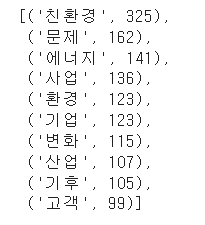 [('친환경', 325),
('문제', 162),
('에너지', 141),
('사업', 136),
('환경', 123),
('기업', 123),
('변화', 115),
('산업', 107),
('기후', 105),
('고객', 99)]